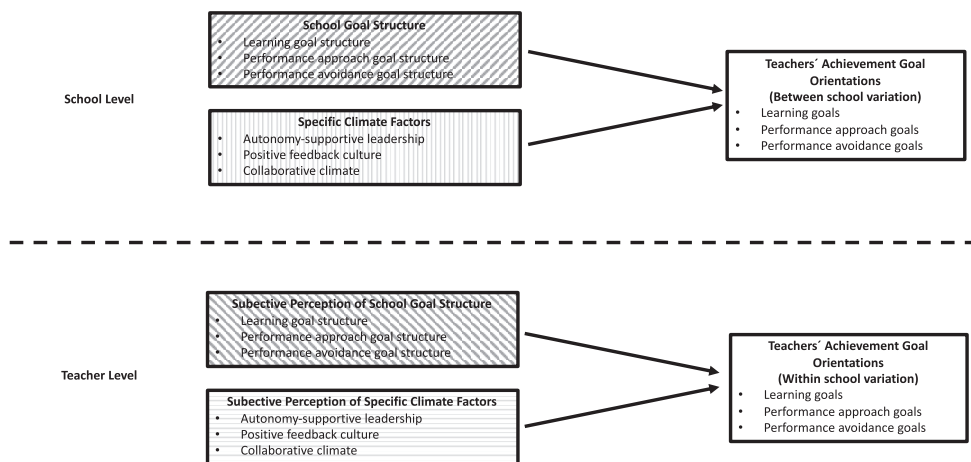 School Goal Structure
• Learning goal structure
• Performance approach goal structure
• Performance avoidance goal structure
School Level
Specific Climate Factors
• Autonomy-supportive leadership
• Positive feedback culture
• Collaborative climate
Teachers´ Achievement Goal
Orientations
(Between school variation)
• Learning goals
• Performance approach goals
• Performance avoidance goals
Subective Perception of School Goal Structure
• Learning goal structure
• Performance approach goal structure
• Performance avoidance goal structure
Teacher Level
Subective Perception of Specific Climate Factors
• Autonomy-supportive leadership
• Positive feedback culture
• Collaborative climate
Teachers´ Achievement Goal
Orientations
(Within school variation)
• Learning goals
• Performance approach goals
• Performance avoidance goals